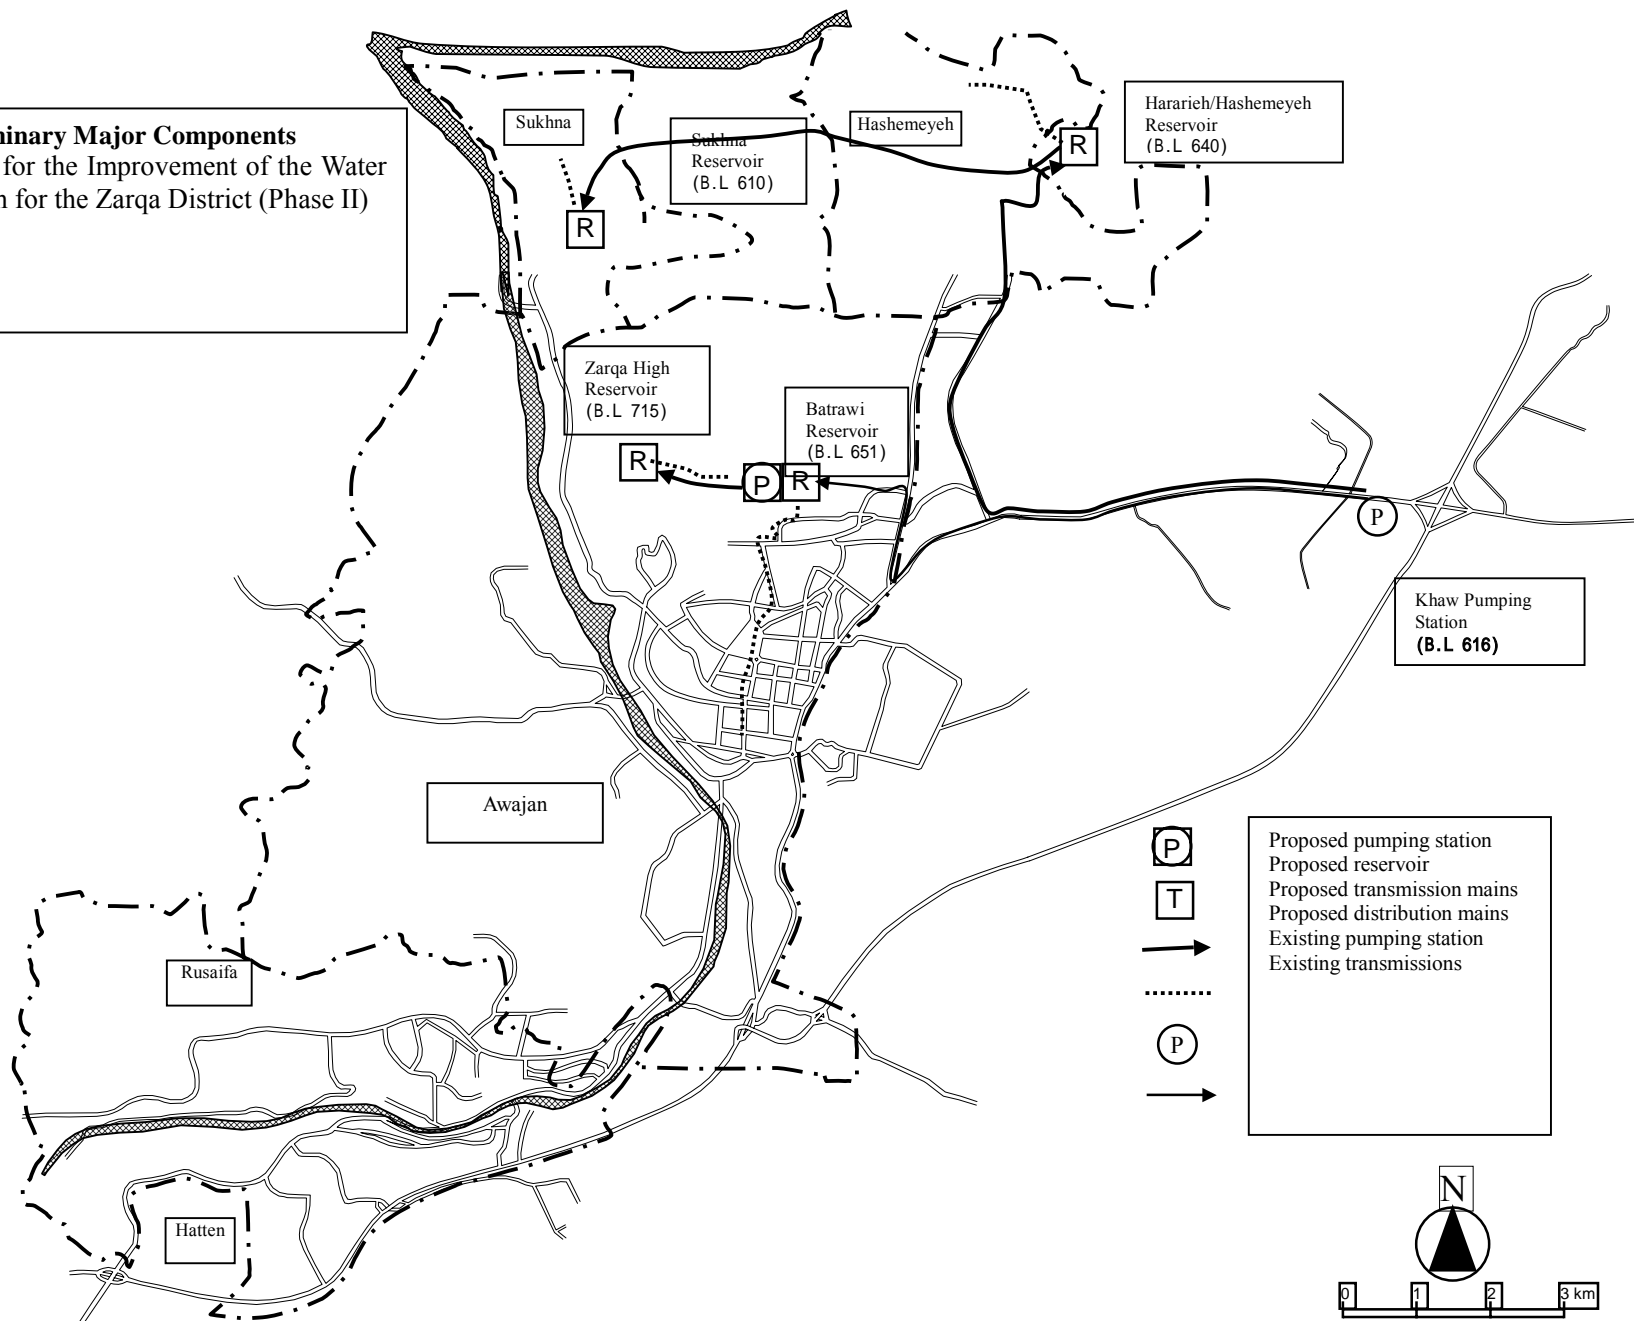 Major Components
for the Improvement of the Water
for the Zarqa District (Phase II)
Sukhna
Sukhna
Reservoir
(B.L 610)
Hashemeyeh
Hararieh/Hashemeyeh
Reservoir
(B.L 640)
R
R
Zarqa High
Reservoir
(B.L 715)
Batrawi
Reservoir
(B.L 651)
R
P
R
P
Khaw Pumping
Station
(B.L 616)
Awajan
Rusaifa
Hatten
P
T
P
Proposed pumping station
Proposed reservoir
Proposed transmission mains
Proposed distribution mains
Existing pumping station
Existing transmissions
N
0 1 2 3 km